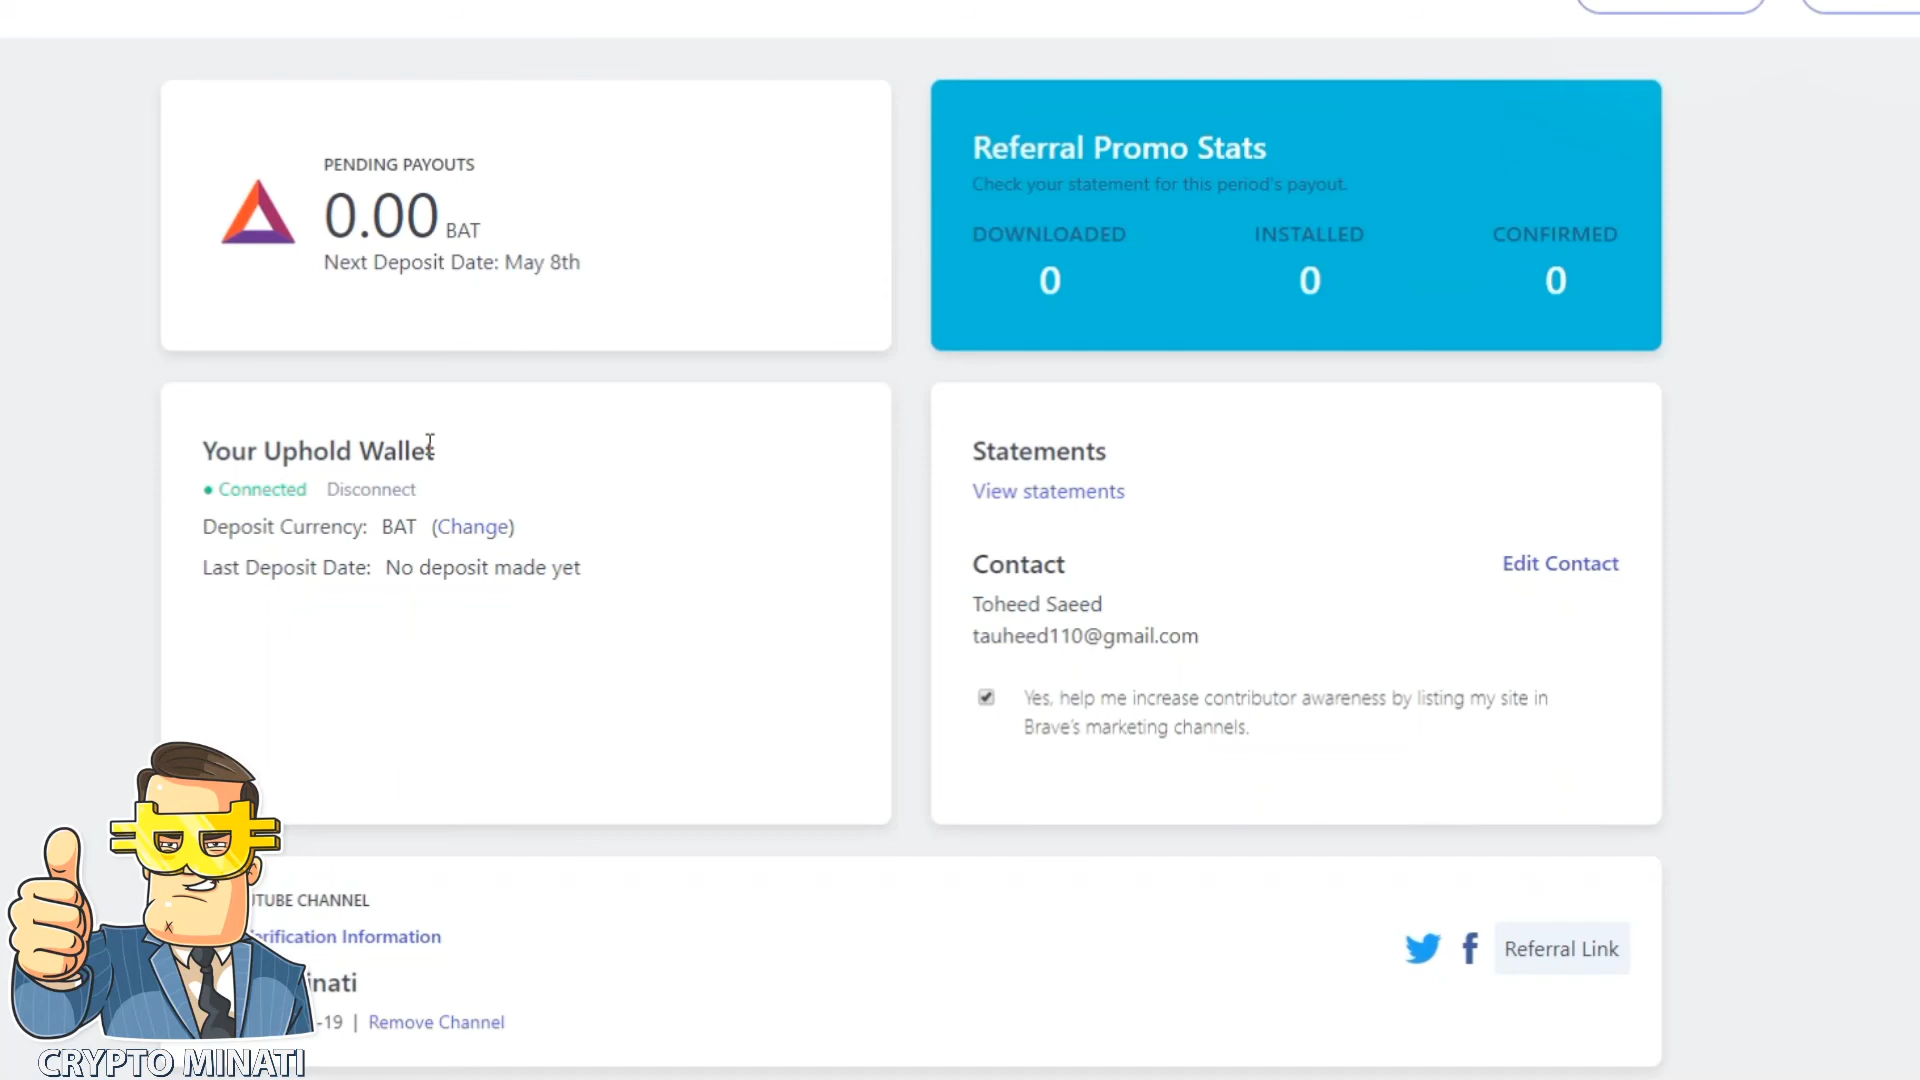 PENDING PAYOUTS
0.00 BAT
Next Deposit Date: May 8th
Referral Promo Stats
Check your statement for this period's payout.
DOWNLOADED INSTALLED CONFIRMED
0 0 0
Your Uphold Wallet
Connected Disconnect
Deposit Currency: BAT (Change)
Last Deposit Date: No deposit made yet
Statements
View statements
Contact Edit Contact
Toheed Saeed
tauheed110@gmail.com
Yes, help me increase contributor awareness by listing my site in
Brave's marketing channels.
UTUBE CHANNEL
erification Information
inati
-19 | Remove Channel
Referral Link
CRYPTO MINATI